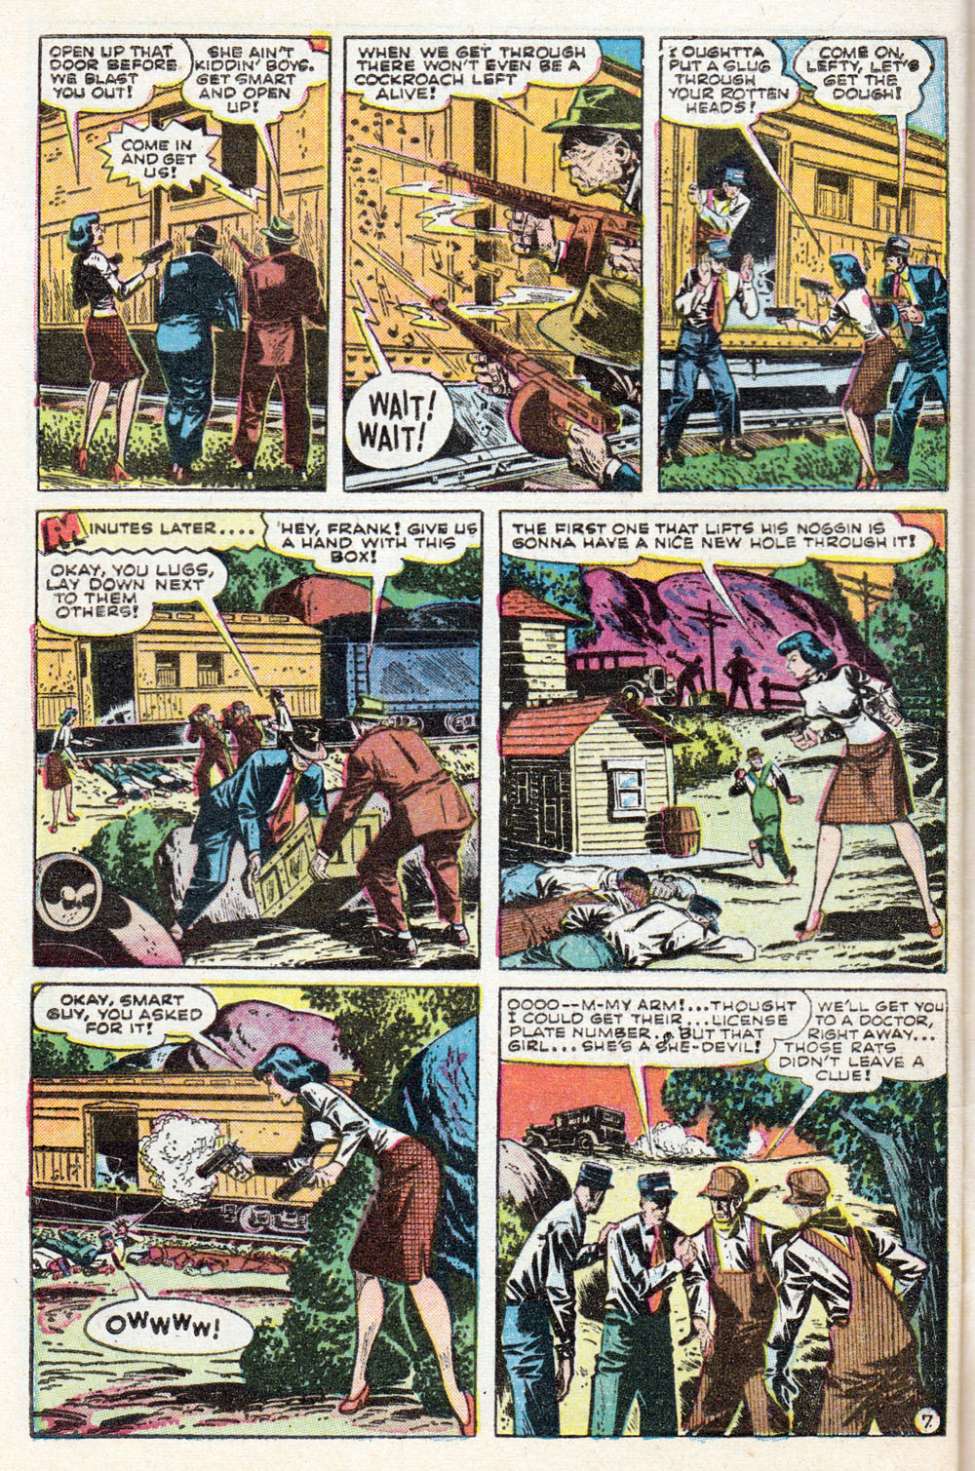 OPEN UP THAT
DOOR BEFORE
WE BLAST
YOU OUT!
SHE AIN'T
KIDDIN' BOYS.
GET SMART
AND OPEN
UP!
COME IN
AND GET
US!
WHEN WE GET THROUGH
THERE WON'T EVEN BE A
COCKROACH LEFT
ALIVE!
WAIT!
WAIT!
I OUGHTTA
PUT A SLUG
THROUGH
YOUR ROTTEN
HEADS!
COME ON,
LEFTY, LET'S
GET THE
DOUGH!
MINUTES LATER....
'HEY, FRANK! GIVE US
A HAND WITH THIS
BOX!
OKAY, YOU LUGS,
LAY DOWN NEXT
TO THEM
OTHERS!
THE FIRST ONE THAT LIFTS HIS NOGGIN IS
GONNA HAVE A NICE NEW HOLE THROUGH IT!
OKAY, SMART
GUY, YOU ASKED
FOR IT!
OWWWW!
OOOO--M-MY ARM!...THOUGHT
I COULD GET THEIR...LICENSE
PLATE NUMBER... BUT THAT
GIRL... SHE'S A SHE-DEVIL!
WE'LL GET YOU
TO A DOCTOR,
RIGHT AWAY...
THOSE RATS
DIDN'T LEAVE A
CLUE!
7.